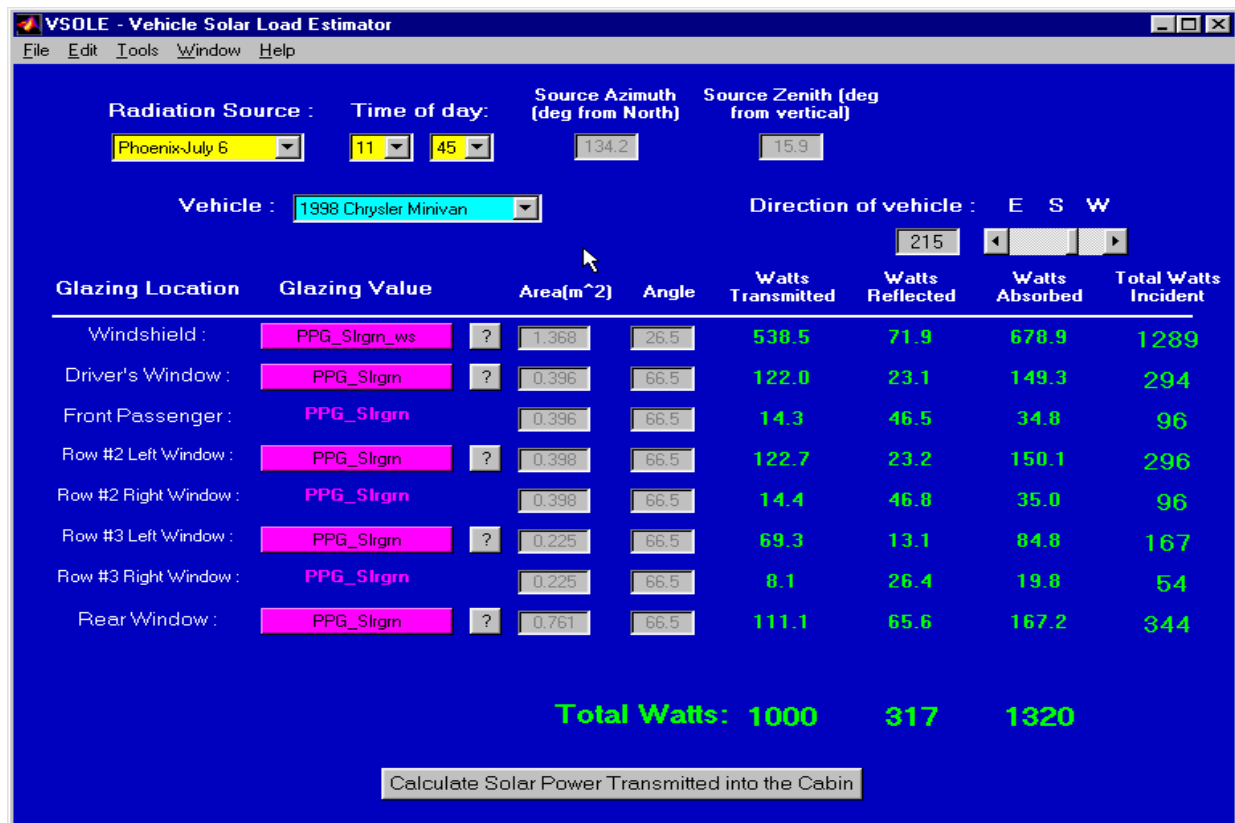 VSOLE - Vehicle Solar Load Estimator
File Edit Tools Window Help
Radiation Source : Time of day: Source Azimuth (deg from North) Source Zenith (deg from vertical)
Phoenix-July 6 11 45 134.2 15.9
Vehicle : 1998 Chrysler Minivan Direction of vehicle : E S W
215
Glazing Location Glazing Value Area(m^2) Angle Watts Transmitted Watts Reflected Watts Absorbed Total Watts Incident
Windshield : PPG_Slrgrn_ws ? 1.368 26.5 538.5 71.9 678.9 1289
Driver's Window : PPG_Slrgrn ? 0.396 66.5 122.0 23.1 149.3 294
Front Passenger : PPG_Slrgrn 0.396 66.5 14.3 46.5 34.8 96
Row #2 Left Window : PPG_Slrgrn ? 0.398 66.5 122.7 23.2 150.1 296
Row #2 Right Window : PPG_Slrgrn 0.398 66.5 14.4 46.8 35.0 96
Row #3 Left Window : PPG_Slrgrn ? 0.225 66.5 69.3 13.1 84.8 167
Row #3 Right Window : PPG_Slrgrn 0.225 66.5 8.1 26.4 19.8 54
Rear Window : PPG_Slrgrn ? 0.761 66.5 111.1 65.6 167.2 344
Total Watts: 1000 317 1320
Calculate Solar Power Transmitted into the Cabin